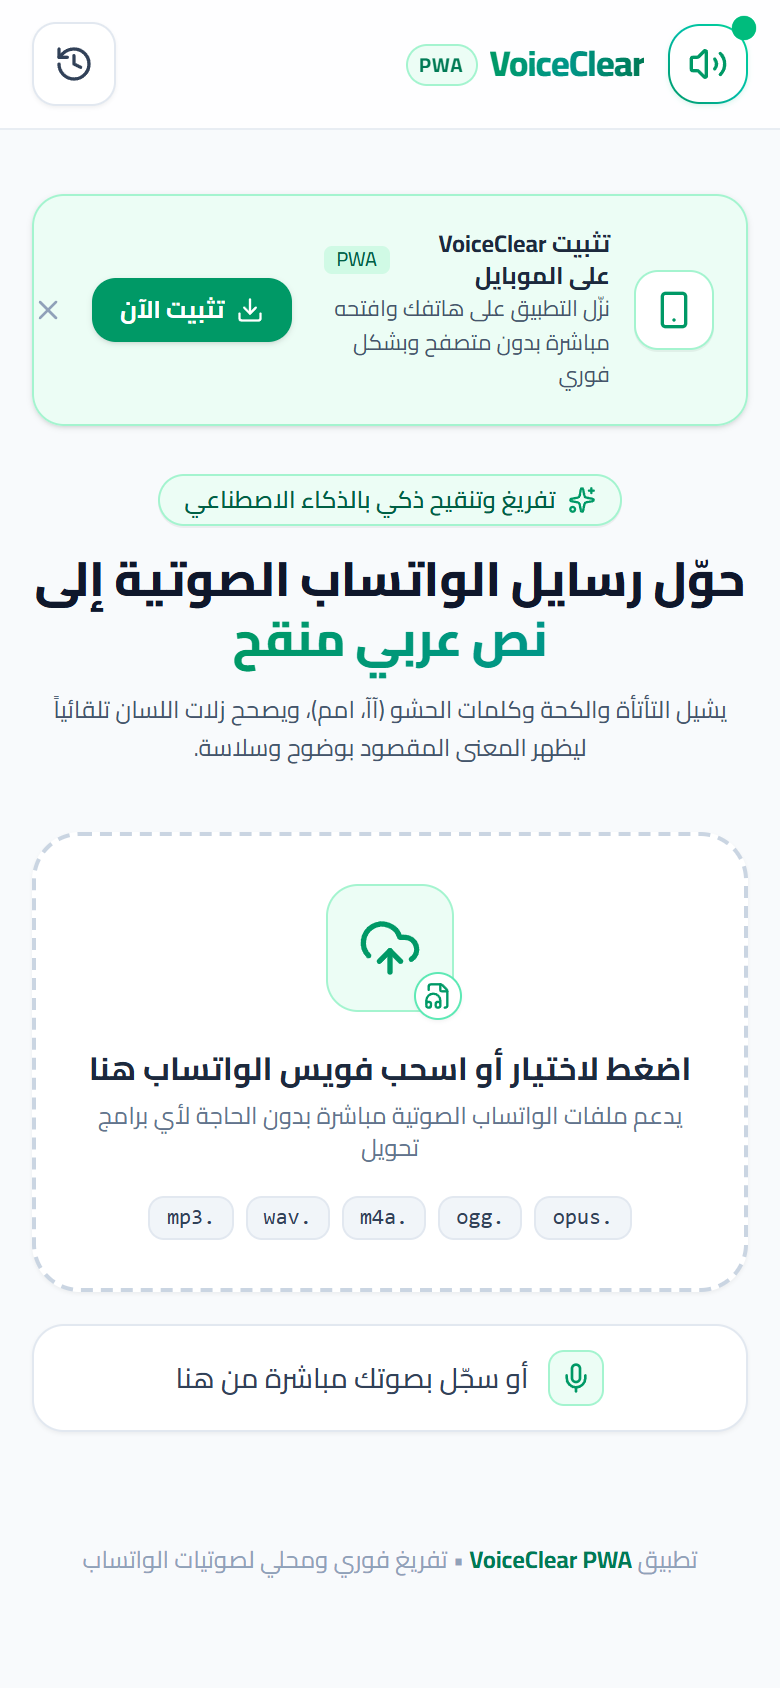 VoiceClear PWA
تثبيت VoiceClear
على الموبايل
PWA
نزّل التطبيق على هاتفك وافتحه
مباشرة بدون متصفح وبشكل
فوري
تثبيت الآن
تفريغ وتنقيح ذكي بالذكاء الاصطناعي
حوّل رسايل الواتساب الصوتية إلى
نص عربي منقح
يشيل التأتأة والكحة وكلمات الحشو (آآ، امم)، ويصحح زلات اللسان تلقائياً
ليظهر المعنى المقصود بوضوح وسلاسة.
اضغط لاختيار أو اسحب فويس الواتساب هنا
يدعم ملفات الواتساب الصوتية مباشرة بدون الحاجة لأي برامج
تحويل
opus. ogg. m4a. wav. mp3.
أو سجّل بصوتك مباشرة من هنا
تطبيق VoiceClear PWA ▪ تفريغ فوري ومحلي لصوتيات الواتساب